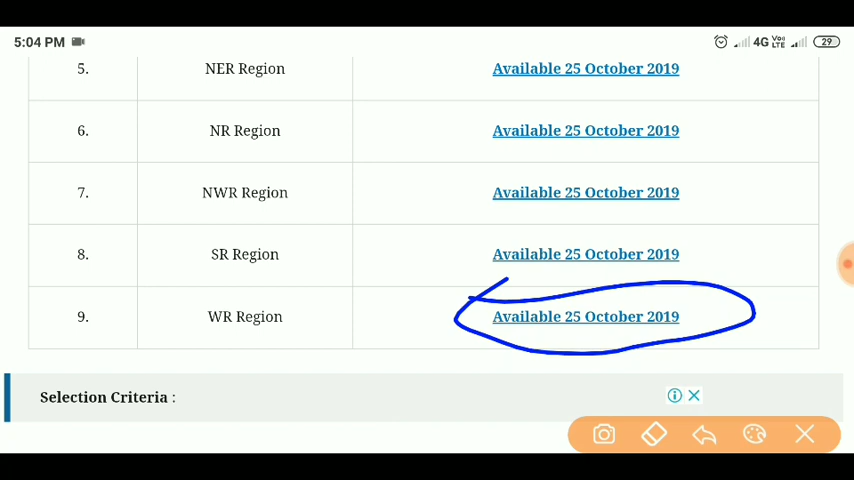 5:04 PM 4G Vo) LTE 29
5. NER Region Available 25 October 2019
6. NR Region Available 25 October 2019
7. NWR Region Available 25 October 2019
8. SR Region Available 25 October 2019
9. WR Region Available 25 October 2019
Selection Criteria :